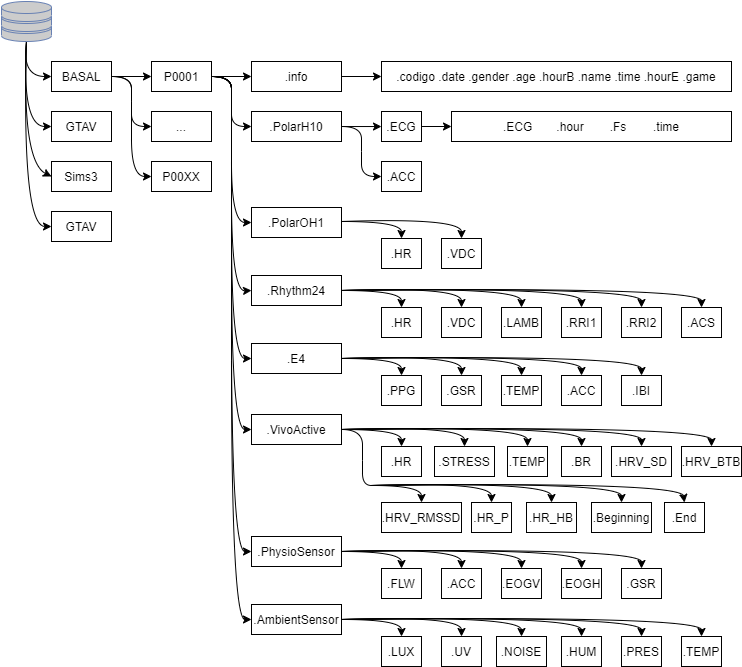 BASAL P0001 .info .codigo .date .gender .age .hourB .name .time .hourE .game
GTAV ... .PolarH10 .ECG .ECG .hour .Fs .time
Sims3 P00XX .ACC
GTAV .PolarOH1
.HR .VDC
.Rhythm24
.HR .VDC .LAMB .RRI1 .RRI2 .ACS
.E4
.PPG .GSR .TEMP .ACC .IBI
.VivoActive
.HR .STRESS .TEMP .BR .HRV_SD .HRV_BTB
.HRV_RMSSD .HR_P .HR_HB .Beginning .End
.PhysioSensor
.FLW .ACC .EOGV .EOGH .GSR
.AmbientSensor
.LUX .UV .NOISE .HUM .PRES .TEMP